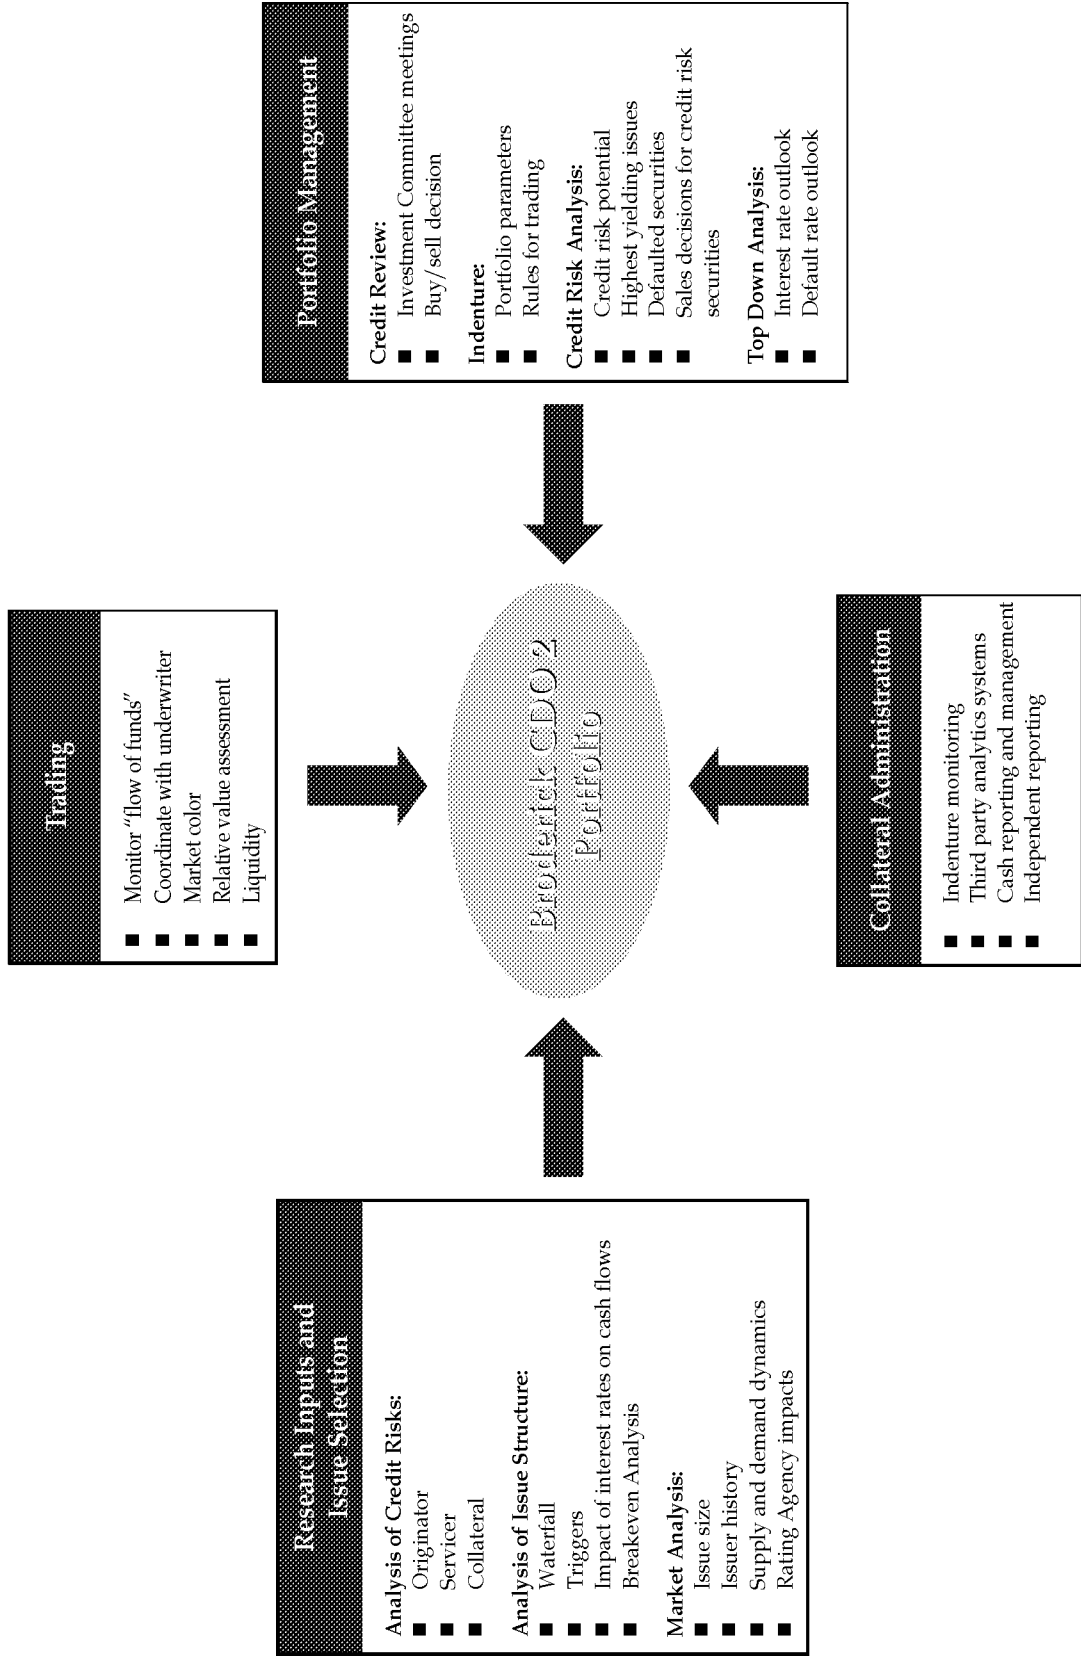 Research Inputs and
Issue Selection
Analysis of Credit Risks:
■ Originator
■ Servicer
■ Collateral
Analysis of Issue Structure:
■ Waterfall
■ Triggers
■ Impact of interest rates on cash flows
■ Breakeven Analysis
Market Analysis:
■ Issue size
■ Issuer history
■ Supply and demand dynamics
■ Rating Agency impacts
Trading
■ Monitor "flow of funds"
■ Coordinate with underwriter
■ Market color
■ Relative value assessment
■ Liquidity
Broderick CDO 2
Portfolio
Collateral Administration
■ Indenture monitoring
■ Third party analytics systems
■ Cash reporting and management
■ Independent reporting
Portfolio Management
Credit Review:
■ Investment Committee meetings
■ Buy/sell decision
Indenture:
■ Portfolio parameters
■ Rules for trading
Credit Risk Analysis:
■ Credit risk potential
■ Highest yielding issues
■ Defaulted securities
■ Sales decisions for credit risk
securities
Top Down Analysis:
■ Interest rate outlook
■ Default rate outlook